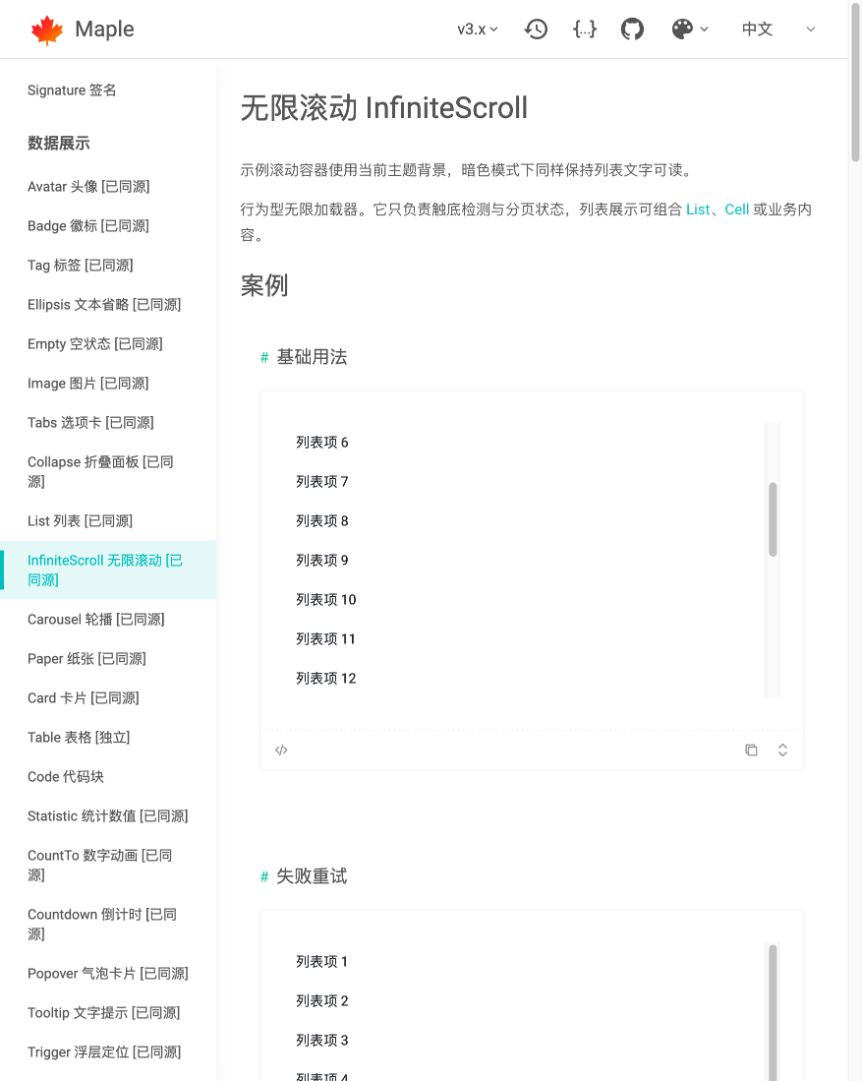 Maple
v3.x
中文
Signature 签名
数据展示
Avatar 头像 [已同源]
Badge 徽标 [已同源]
Tag 标签 [已同源]
Ellipsis 文本省略 [已同源]
Empty 空状态 [已同源]
Image 图片 [已同源]
Tabs 选项卡 [已同源]
Collapse 折叠面板 [已同
源]
List 列表 [已同源]
InfiniteScroll 无限滚动 [已
同源]
Carousel 轮播 [已同源]
Paper 纸张 [已同源]
Card 卡片 [已同源]
Table 表格 [独立]
Code 代码块
Statistic 统计数值 [已同源]
CountTo 数字动画 [已同
源]
Countdown 倒计时 [已同
源]
Popover 气泡卡片 [已同源]
Tooltip 文字提示 [已同源]
Trigger 浮层定位 [已同源]
无限滚动 InfiniteScroll
示例滚动容器使用当前主题背景，暗色模式下同样保持列表文字可读。
行为型无限加载器。它只负责触底检测与分页状态，列表展示可组合 List、Cell 或业务内
容。
案例
# 基础用法
列表项 6
列表项 7
列表项 8
列表项 9
列表项 10
列表项 11
列表项 12
# 失败重试
列表项 1
列表项 2
列表项 3
列表项 4